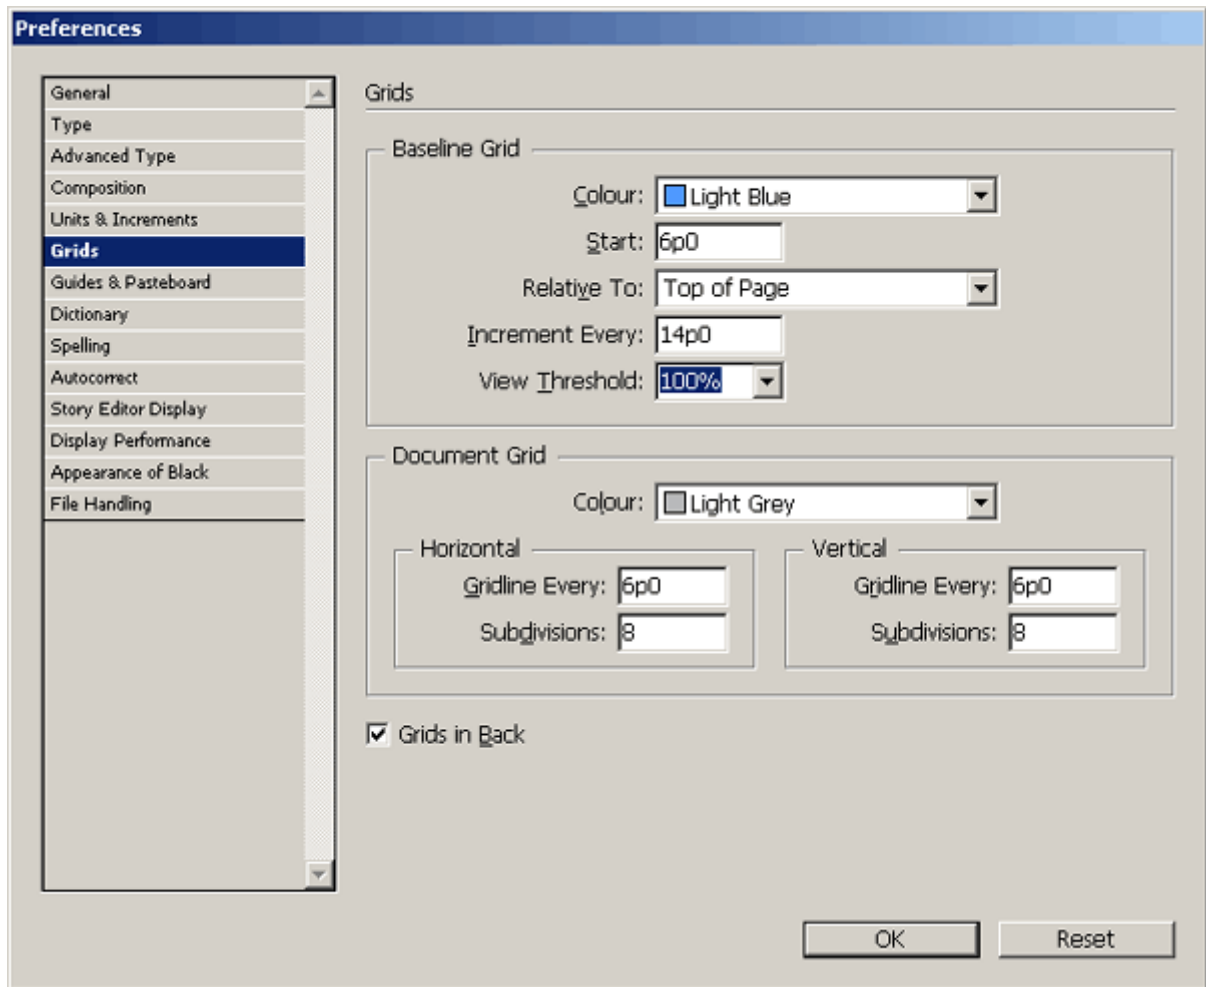 Preferences
General
Type
Advanced Type
Composition
Units & Increments
Grids
Guides & Pasteboard
Dictionary
Spelling
Autocorrect
Story Editor Display
Display Performance
Appearance of Black
File Handling
Grids
Baseline Grid
Colour: Light Blue
Start: 6p0
Relative To: Top of Page
Increment Every: 14p0
View Threshold: 100%
Document Grid
Colour: Light Grey
Horizontal
Gridline Every: 6p0
Subdivisions: 8
Vertical
Gridline Every: 6p0
Subdivisions: 8
Grids in Back
OK Reset